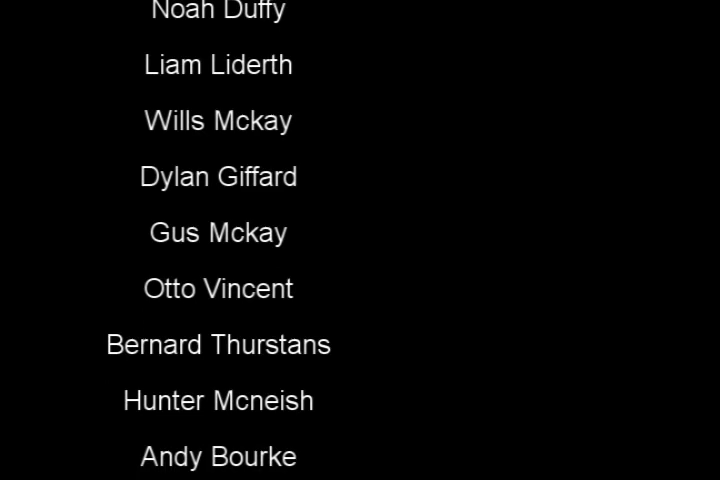 Noah Duffy
Liam Liderth
Wills Mckay
Dylan Giffard
Gus Mckay
Otto Vincent
Bernard Thurstans
Hunter Mcneish
Andy Bourke